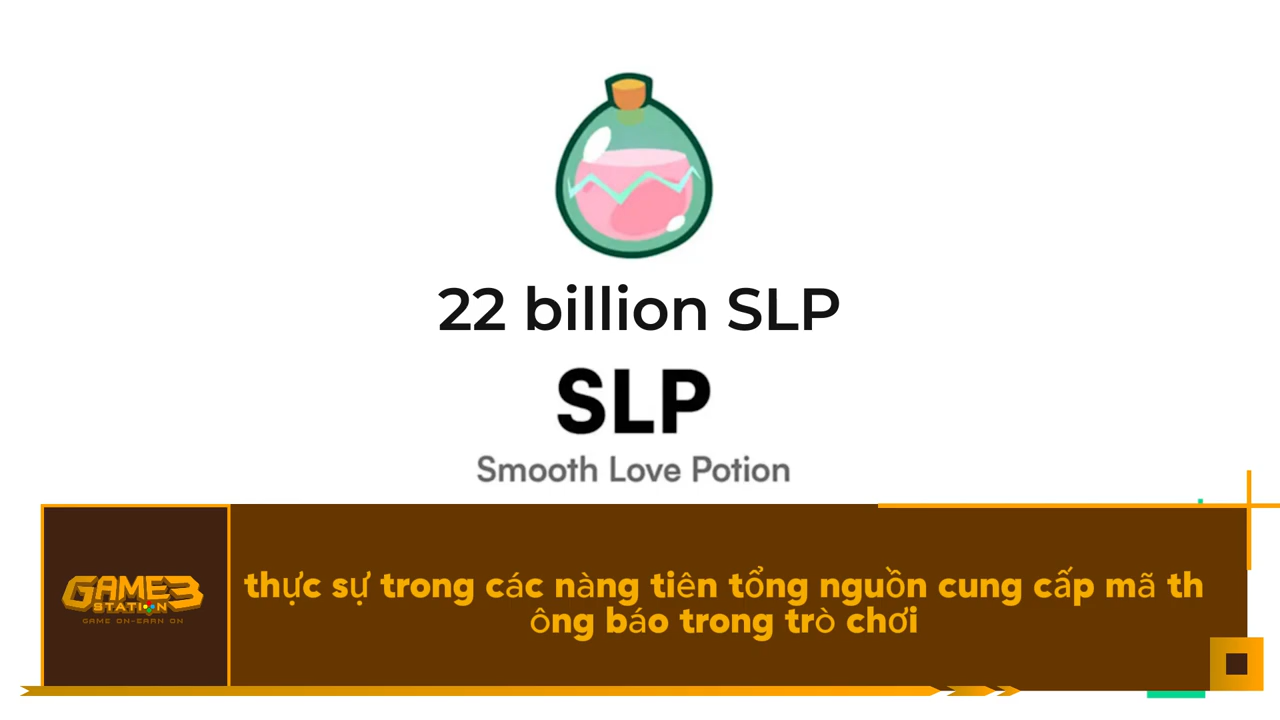 22 billion SLP
SLP
Smooth Love Potion
GAME3
STATION
GAME ON-EARN ON
thực sự trong các nàng tiên tổng nguồn cung cấp mã th
ông báo trong trò chơi